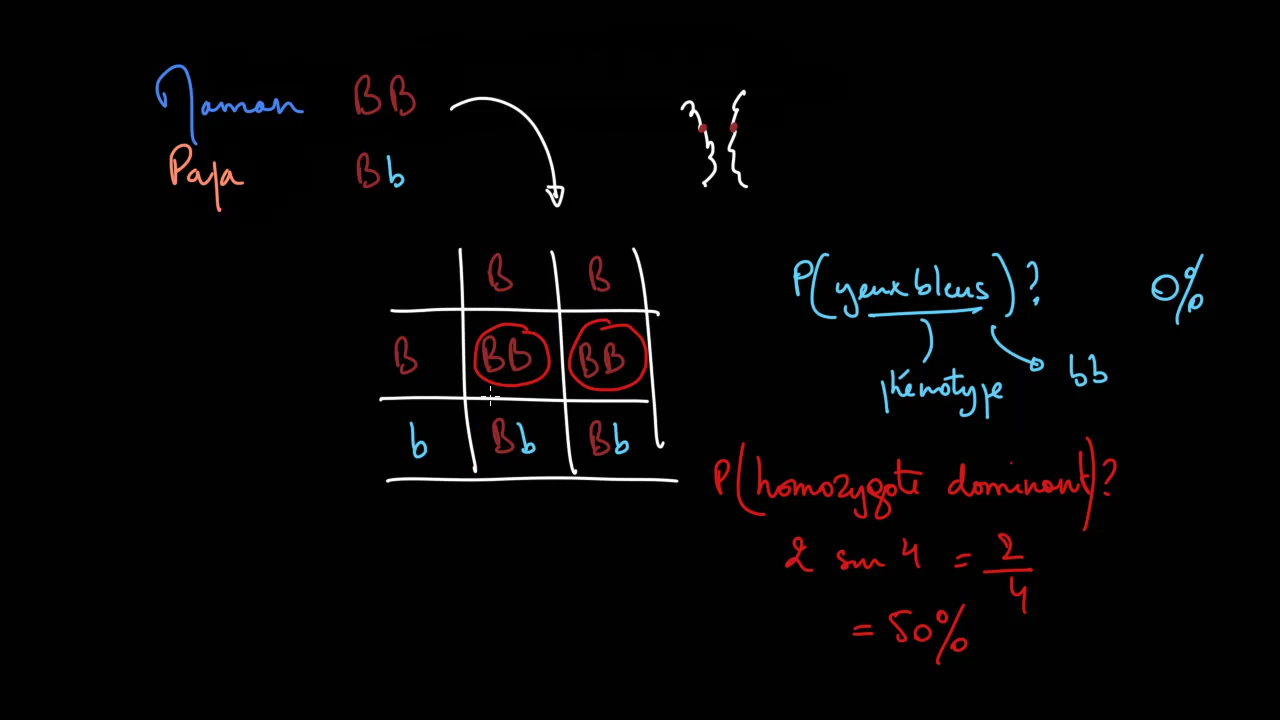 Maman BB
Papa Bb
B B
B BB BB
b Bb Bb
P(yeux bleus)? 0%
phénotype bb
P(homozygote dominant)?
2 sur 4 = 2/4
= 50%